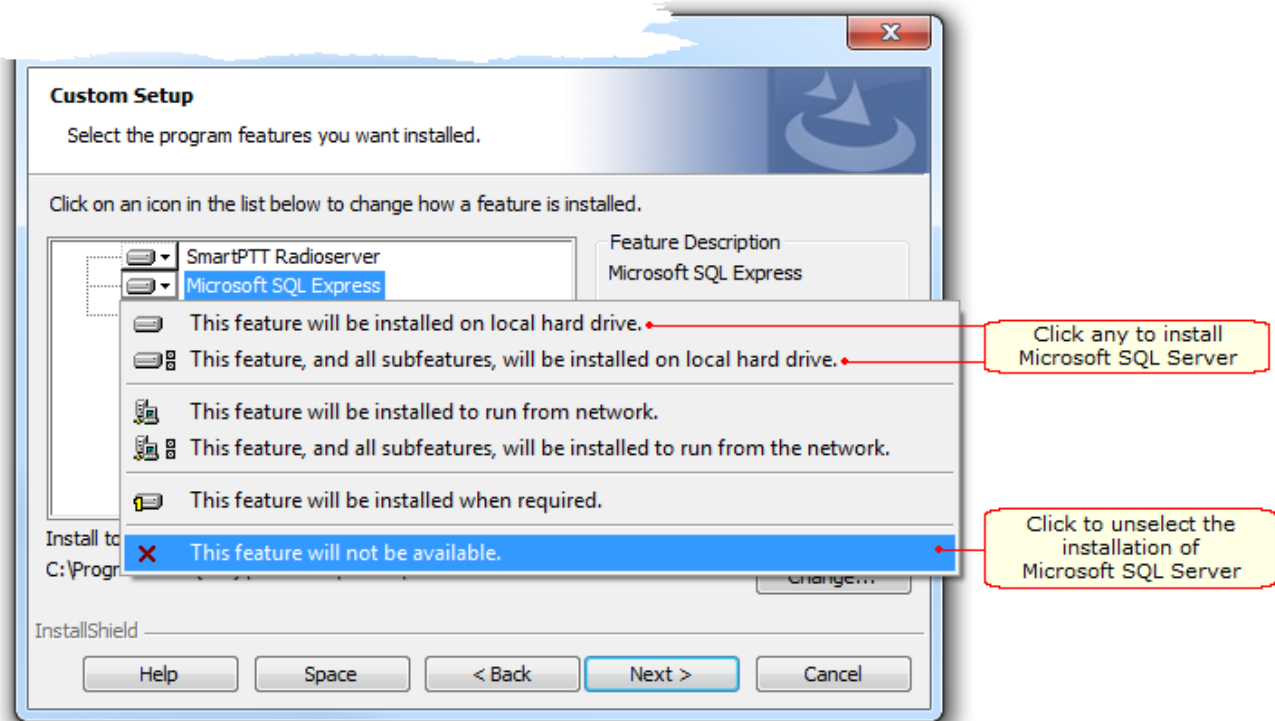 Custom Setup
Select the program features you want installed.
Click on an icon in the list below to change how a feature is installed.
SmartPTT Radioserver
Microsoft SQL Express
Feature Description
Microsoft SQL Express
This feature will be installed on local hard drive.
This feature, and all subfeatures, will be installed on local hard drive.
This feature will be installed to run from network.
This feature, and all subfeatures, will be installed to run from the network.
This feature will be installed when required.
This feature will not be available.
Click any to install
Microsoft SQL Server
Click to unselect the
installation of
Microsoft SQL Server
Install to
C:\Progr
Change...
InstallShield
Help
Space
< Back
Next >
Cancel